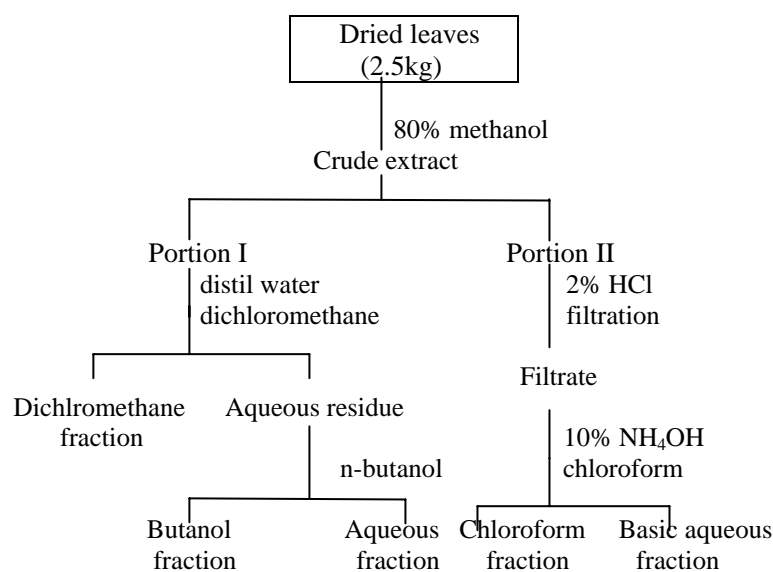 Dried leaves
(2.5kg)
80% methanol
Crude extract
Portion I
Portion II
distil water
dichloromethane
2% HCl
filtration
Dichlromethane
fraction
Aqueous residue
Filtrate
n-butanol
10% NH₄OH
chloroform
Butanol
fraction
Aqueous
fraction
Chloroform
fraction
Basic aqueous
fraction